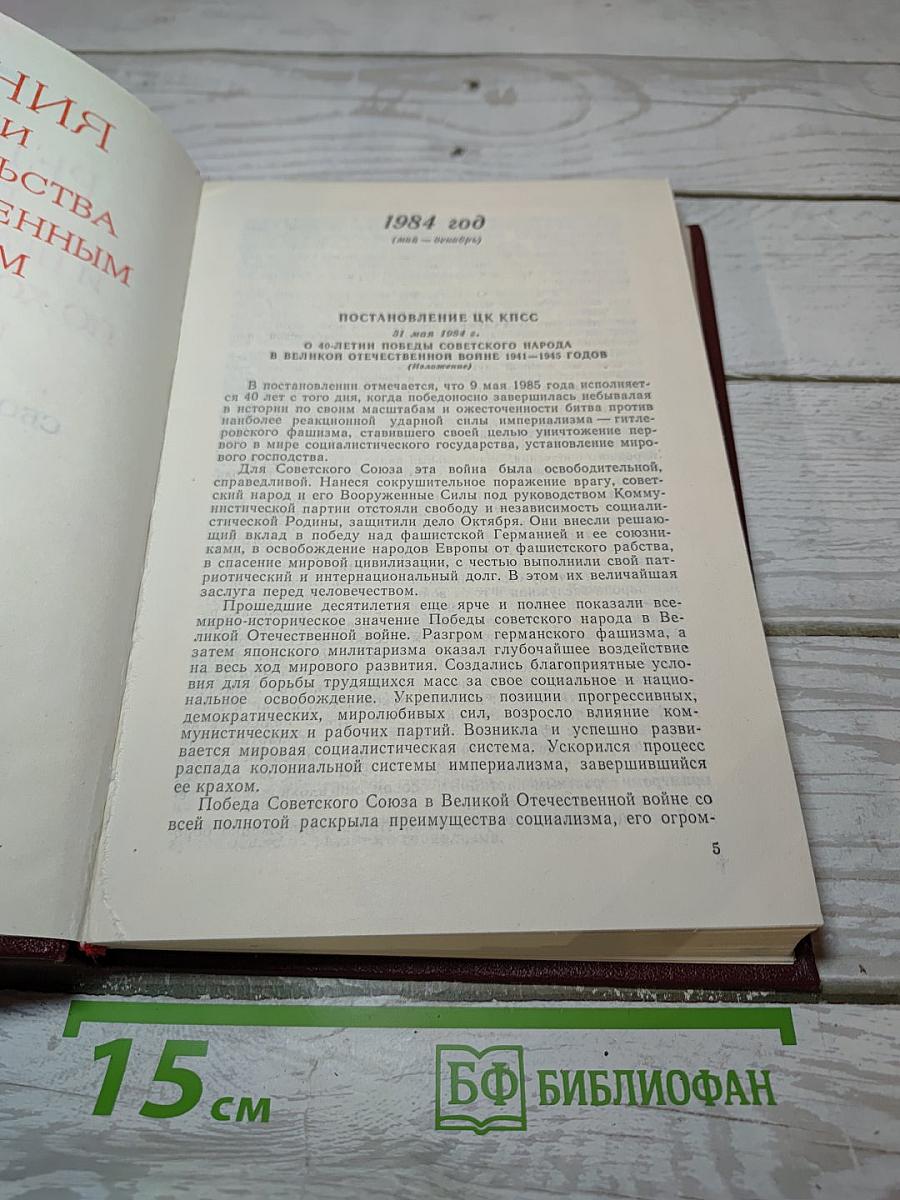 НИЯ
И
ЬСТВА
ЕННЫМ
М
1984 год
(май — декабрь)
ПОСТАНОВЛЕНИЕ ЦК КПСС
31 мая 1984 г.
О 40-ЛЕТИИ ПОБЕДЫ СОВЕТСКОГО НАРОДА
В ВЕЛИКОЙ ОТЕЧЕСТВЕННОЙ ВОЙНЕ 1941—1945 ГОДОВ
(Изложение)
В постановлении отмечается, что 9 мая 1985 года исполняет-
ся 40 лет с того дня, когда победоносно завершилась небывалая
в истории по своим масштабам и ожесточенности битва против
наиболее реакционной ударной силы империализма — гитле-
ровского фашизма, ставившего своей целью уничтожение пер-
вого в мире социалистического государства, установление миро-
вого господства.
Для Советского Союза эта война была освободительной,
справедливой. Нанеся сокрушительное поражение врагу, совет-
ский народ и его Вооруженные Силы под руководством Комму-
нистической партии отстояли свободу и независимость социали-
стической Родины, защитили дело Октября. Они внесли решаю-
щий вклад в победу над фашистской Германией и ее союзни-
ками, в освобождение народов Европы от фашистского рабства,
в спасение мировой цивилизации, с честью выполнили свой пат-
риотический и интернациональный долг. В этом их величайшая
заслуга перед человечеством.
Прошедшие десятилетия еще ярче и полнее показали все-
мирно-историческое значение Победы советского народа в Ве-
ликой Отечественной войне. Разгром германского фашизма, а
затем японского милитаризма оказал глубочайшее воздействие
на весь ход мирового развития. Создались благоприятные усло-
вия для борьбы трудящихся масс за свое социальное и нацио-
нальное освобождение. Укрепились позиции прогрессивных,
демократических, миролюбивых сил, возросло влияние ком-
мунистических и рабочих партий. Возникла и успешно разви-
вается мировая социалистическая система. Ускорился процесс
распада колониальной системы империализма, завершившийся
ее крахом.
Победа Советского Союза в Великой Отечественной войне со
всей полнотой раскрыла преимущества социализма, его огром-
5
15 см
БФ БИБЛИОФАН